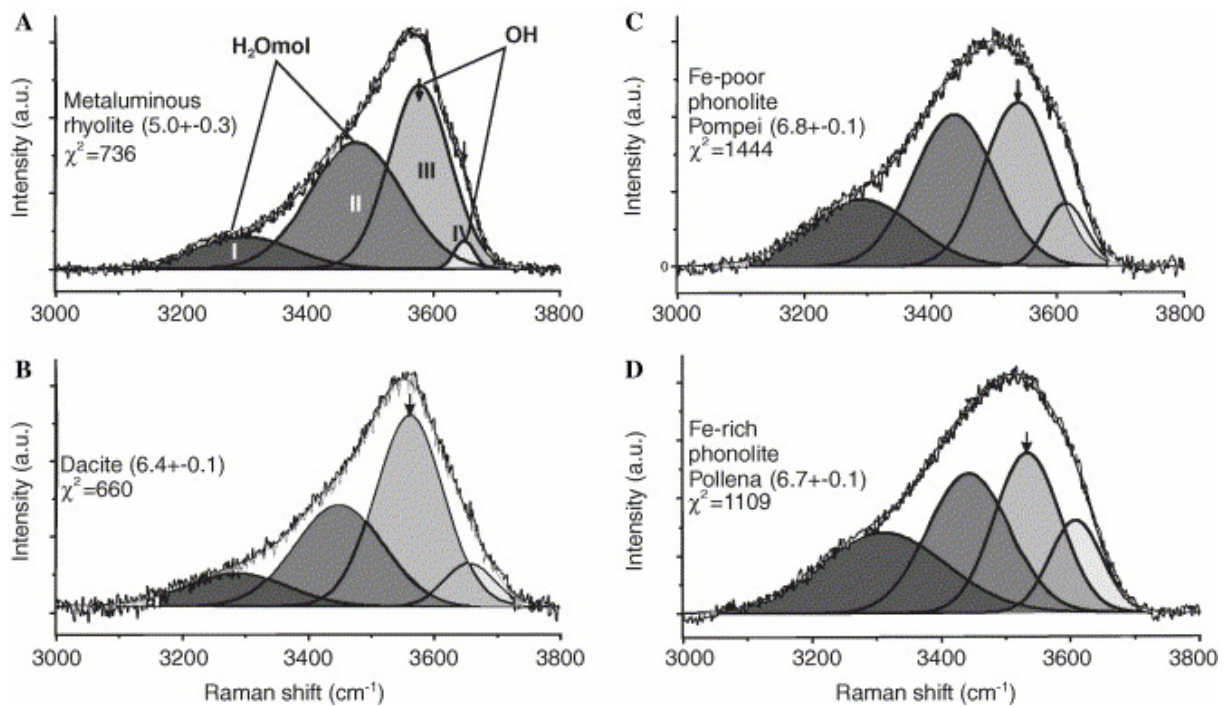 A
H₂Omol
OH
Metaluminous
rhyolite (5.0+-0.3)
χ²=736
I
II
III
IV
Intensity (a.u.)
3000 3200 3400 3600 3800
B
Dacite (6.4+-0.1)
χ²=660
Intensity (a.u.)
3000 3200 3400 3600 3800
Raman shift (cm⁻¹)
C
Fe-poor
phonolite
Pompei (6.8+-0.1)
χ²=1444
Intensity (a.u.)
0
3000 3200 3400 3600 3800
D
Fe-rich
phonolite
Pollena (6.7+-0.1)
χ²=1109
Intensity (a.u.)
3000 3200 3400 3600 3800
Raman shift (cm⁻¹)